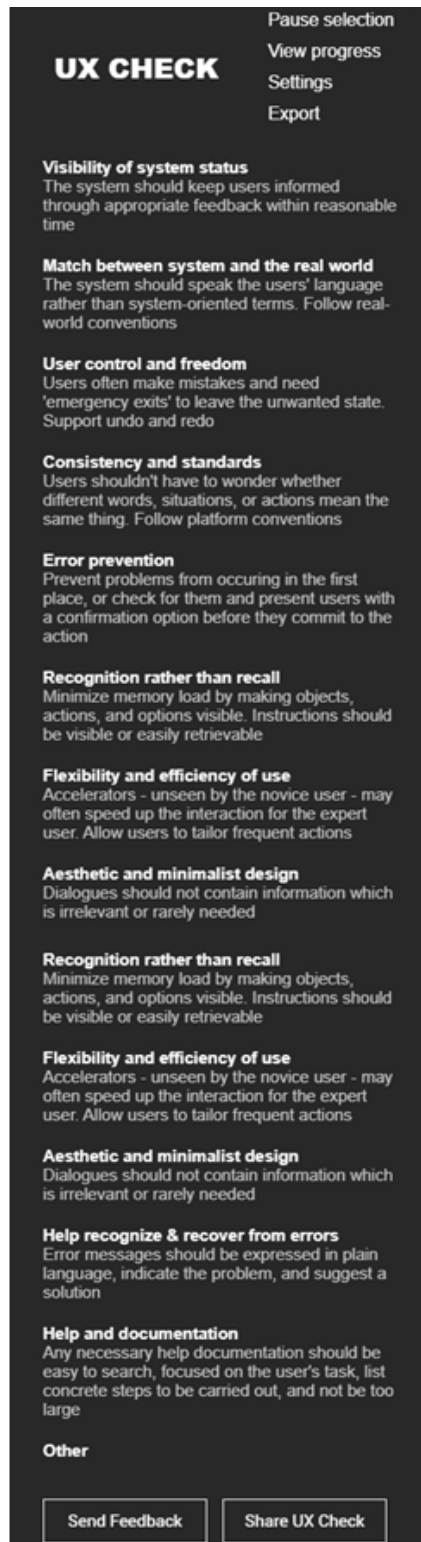 Pause selection
UX CHECK
View progress
Settings
Export
Visibility of system status
The system should keep users informed
through appropriate feedback within reasonable
time
Match between system and the real world
The system should speak the users' language
rather than system-oriented terms. Follow real-
world conventions
User control and freedom
Users often make mistakes and need
'emergency exits' to leave the unwanted state.
Support undo and redo
Consistency and standards
Users shouldn't have to wonder whether
different words, situations, or actions mean the
same thing. Follow platform conventions
Error prevention
Prevent problems from occuring in the first
place, or check for them and present users with
a confirmation option before they commit to the
action
Recognition rather than recall
Minimize memory load by making objects,
actions, and options visible. Instructions should
be visible or easily retrievable
Flexibility and efficiency of use
Accelerators - unseen by the novice user - may
often speed up the interaction for the expert
user. Allow users to tailor frequent actions
Aesthetic and minimalist design
Dialogues should not contain information which
is irrelevant or rarely needed
Recognition rather than recall
Minimize memory load by making objects,
actions, and options visible. Instructions should
be visible or easily retrievable
Flexibility and efficiency of use
Accelerators - unseen by the novice user - may
often speed up the interaction for the expert
user. Allow users to tailor frequent actions
Aesthetic and minimalist design
Dialogues should not contain information which
is irrelevant or rarely needed
Help recognize & recover from errors
Error messages should be expressed in plain
language, indicate the problem, and suggest a
solution
Help and documentation
Any necessary help documentation should be
easy to search, focused on the user's task, list
concrete steps to be carried out, and not be too
large
Other
Send Feedback
Share UX Check